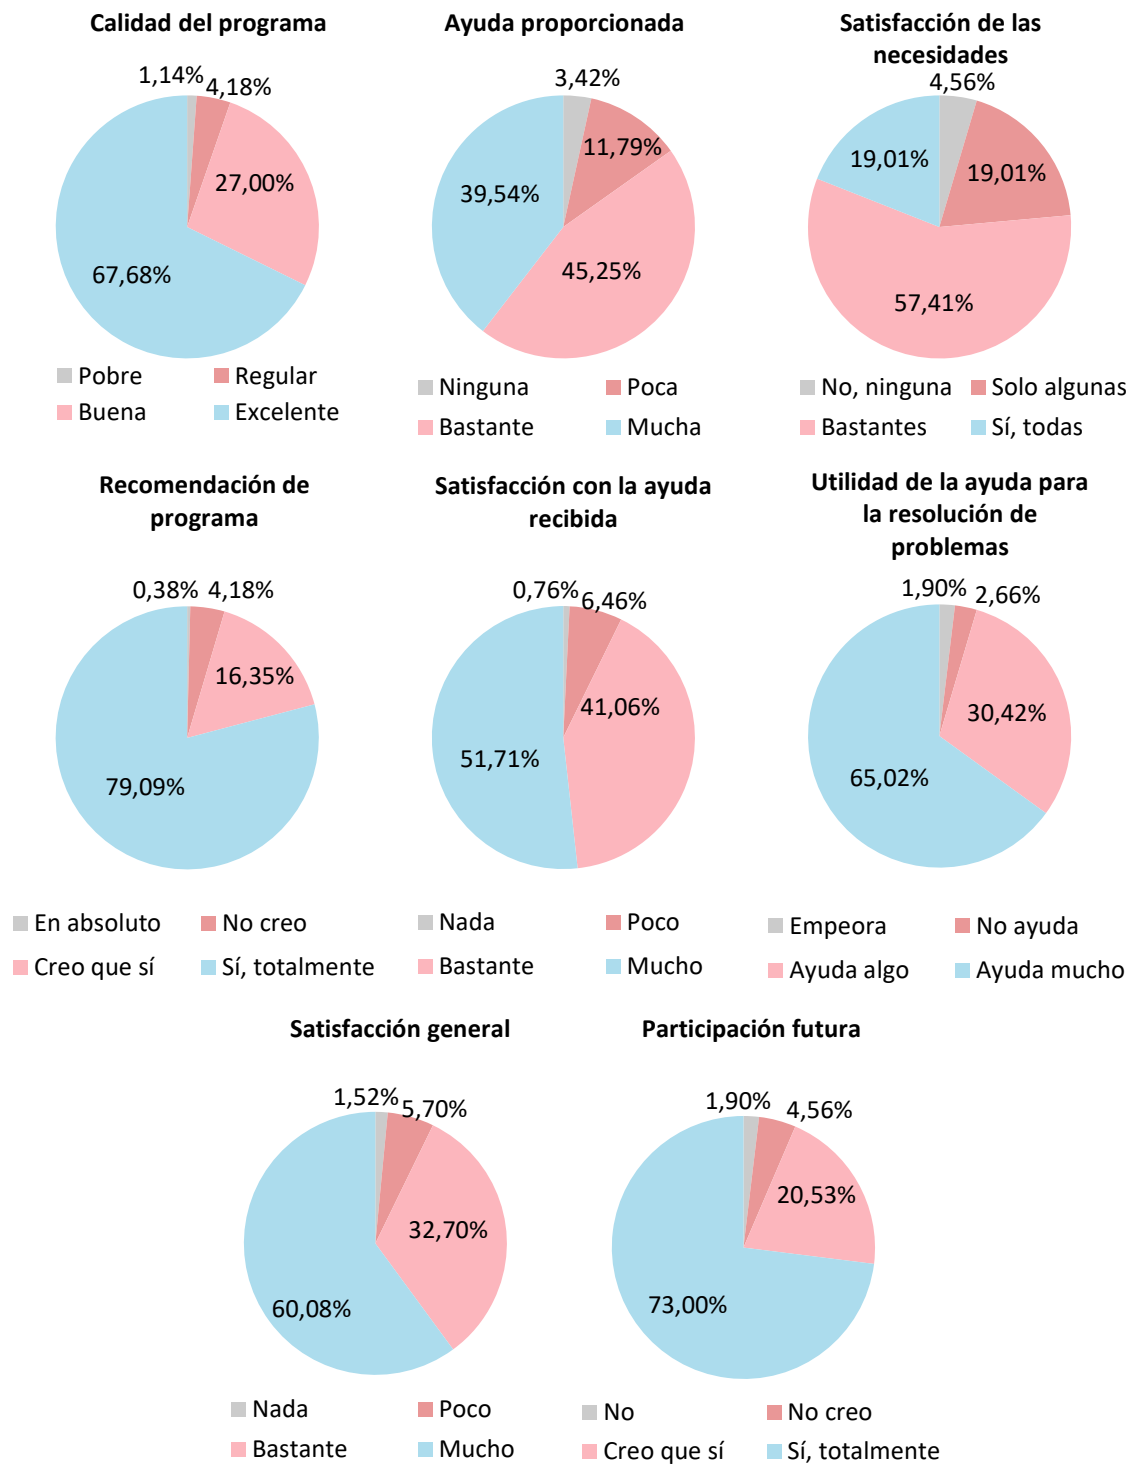 Calidad del programa
1,14%
4,18%
27,00%
67,68%
Pobre
Regular
Buena
Excelente
Ayuda proporcionada
3,42%
11,79%
39,54%
45,25%
Ninguna
Poca
Bastante
Mucha
Satisfacción de las
necesidades
4,56%
19,01%
19,01%
57,41%
No, ninguna
Solo algunas
Bastantes
Sí, todas
Recomendación de
programa
0,38%
4,18%
16,35%
79,09%
En absoluto
No creo
Creo que sí
Sí, totalmente
Satisfacción con la ayuda
recibida
0,76%
6,46%
41,06%
51,71%
Nada
Poco
Bastante
Mucho
Utilidad de la ayuda para
la resolución de
problemas
1,90%
2,66%
30,42%
65,02%
Empeora
No ayuda
Ayuda algo
Ayuda mucho
Satisfacción general
1,52%
5,70%
32,70%
60,08%
Nada
Poco
Bastante
Mucho
Participación futura
1,90%
4,56%
20,53%
73,00%
No
No creo
Creo que sí
Sí, totalmente